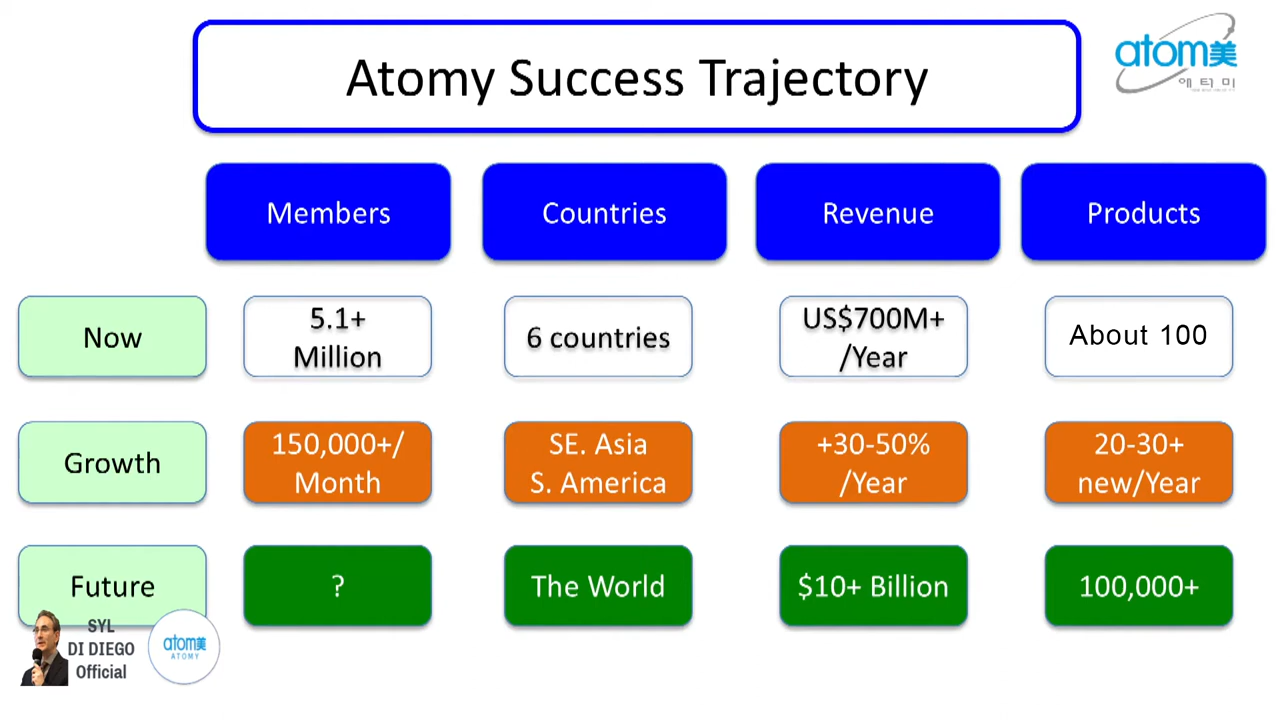 Atomy Success Trajectory
atom美
애터미
Members
Countries
Revenue
Products
Now
5.1+
Million
6 countries
US$700M+
/Year
About 100
Growth
150,000+/
Month
SE. Asia
S. America
+30-50%
/Year
20-30+
new/Year
Future
?
The World
$10+ Billion
100,000+
SYL
DI DIEGO
Official
atom美
ATOMY